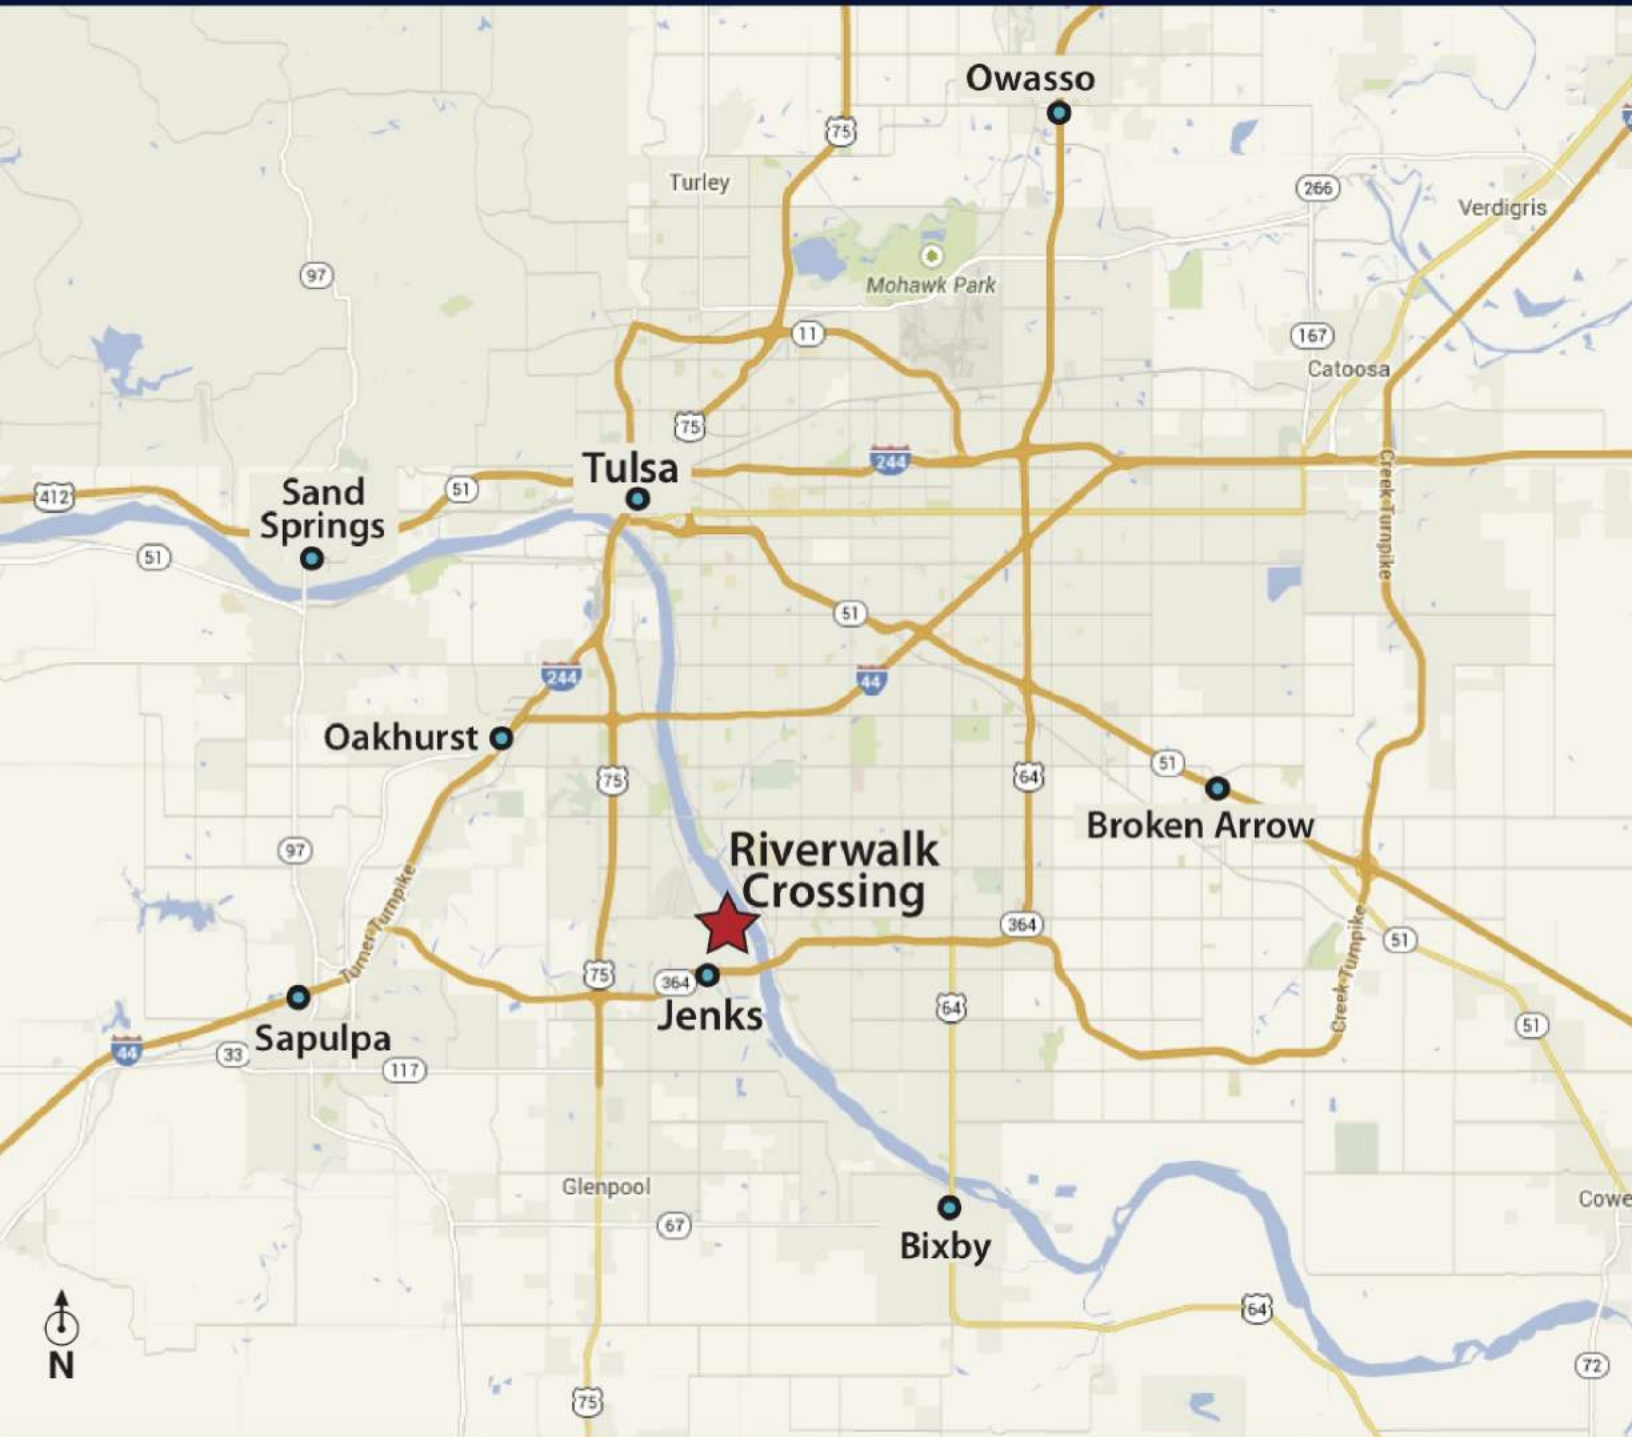 Owasso
75
Turley
266
Verdigris
97
Mohawk Park
11
167
Catoosa
75
Tulsa
244
412
Sand
Springs
51
51
Creek Turnpike
51
244
44
Oakhurst
75
64
51
Broken Arrow
97
Riverwalk
Crossing
Turner Turnpike
364
51
75
364
Jenks
64
Creek Turnpike
Sapulpa
44
33
117
51
Glenpool
67
Cowe
Bixby
64
N
72
75